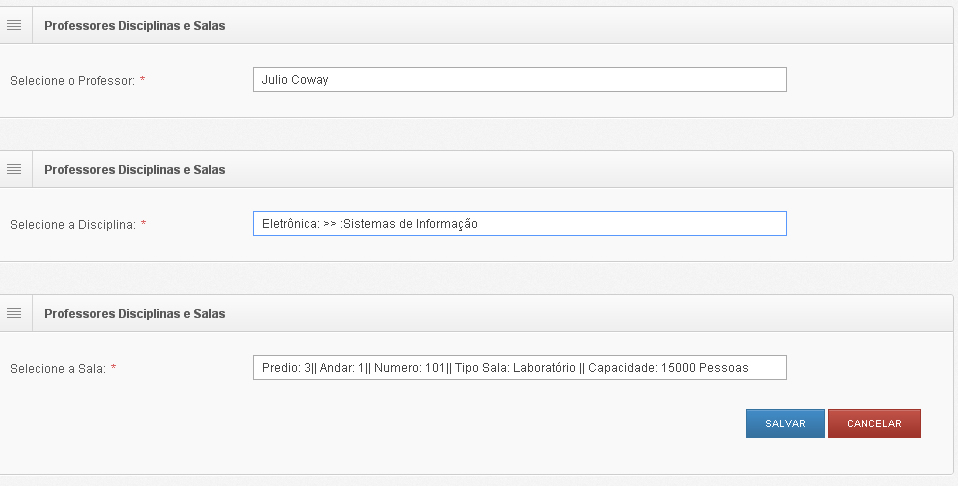 Professores Disciplinas e Salas
Selecione o Professor: *
Julio Coway
Professores Disciplinas e Salas
Selecione a Disciplina: *
Eletrônica: >> :Sistemas de Informação
Professores Disciplinas e Salas
Selecione a Sala: *
Predio: 3|| Andar: 1|| Numero: 101|| Tipo Sala: Laboratório || Capacidade: 15000 Pessoas
SALVAR
CANCELAR